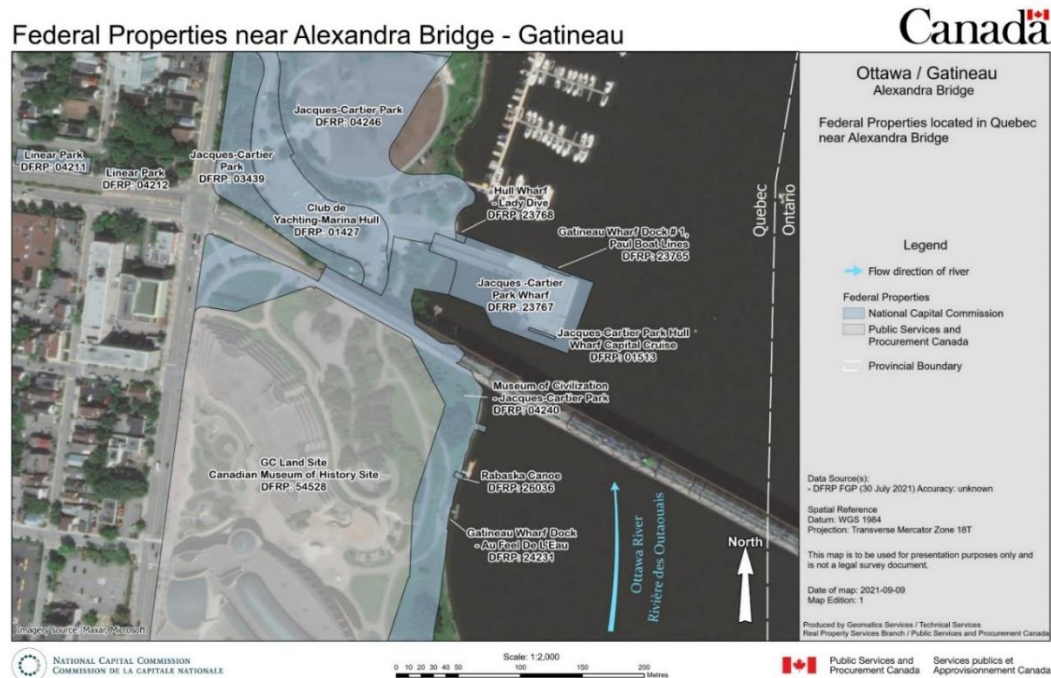 Federal Properties near Alexandra Bridge - Gatineau
Canada
Jacques-Cartier Park
DFRP: 04246
Linear Park
DFRP: 04211
Linear Park
DFRP: 04212
Jacques-Cartier
Park
DFRP: 03439
Club de
Yachting-Marina Hull
DFRP: 01427
Hull Wharf
- Lady Dive
DFRP: 23768
Gatineau Wharf Dock # 1,
Paul Boat Lines
DFRP: 23765
Jacques -Cartier
Park Wharf
DFRP: 23767
Jacques-Cartier Park Hull
Wharf Capital Cruise
DFRP: 01513
Museum of Civilization
- Jacques-Cartier Park
DFRP: 04240
GC Land Site
Canadian Museum of History Site
DFRP: 54528
Rabaska Canoe
DFRP: 26036
Gatineau Wharf Dock
- Au Feel De L'Eau
DFRP: 24231
Ottawa River
Rivière des Outaouais
North
Quebec
Ontario
Imagery Source: Maxar, Microsoft
Ottawa / Gatineau
Alexandra Bridge
Federal Properties located in Quebec
near Alexandra Bridge
Legend
Flow direction of river
Federal Properties
National Capital Commission
Public Services and
Procurement Canada
Provincial Boundary
Data Source(s):
- DFRP FGP (30 July 2021) Accuracy: unknown
Spatial Reference
Datum: WGS 1984
Projection: Transverse Mercator Zone 18T
This map is to be used for presentation purposes only and
is not a legal survey document.
Date of map: 2021-09-09
Map Edition: 1
Produced by Geomatics Services / Technical Services
Real Property Services Branch / Public Services and Procurement Canada
NATIONAL CAPITAL COMMISSION
COMMISSION DE LA CAPITALE NATIONALE
Scale: 1:2,000
0 10 20 30 40 50 100 150 200
Metres
Public Services and
Procurement Canada
Services publics et
Approvisionnement Canada